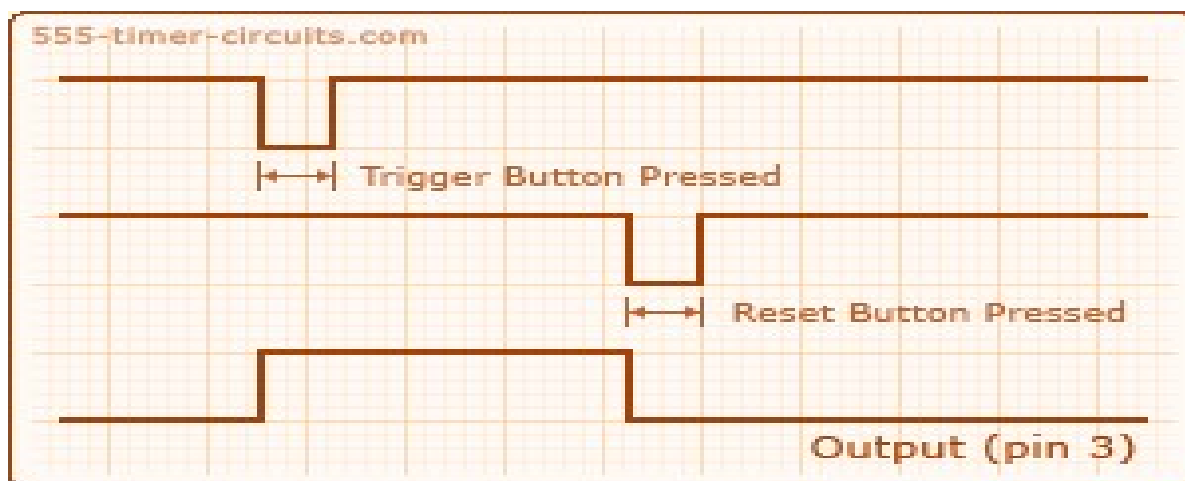 555-timer-circuits.com
Trigger Button Pressed
Reset Button Pressed
Output (pin 3)